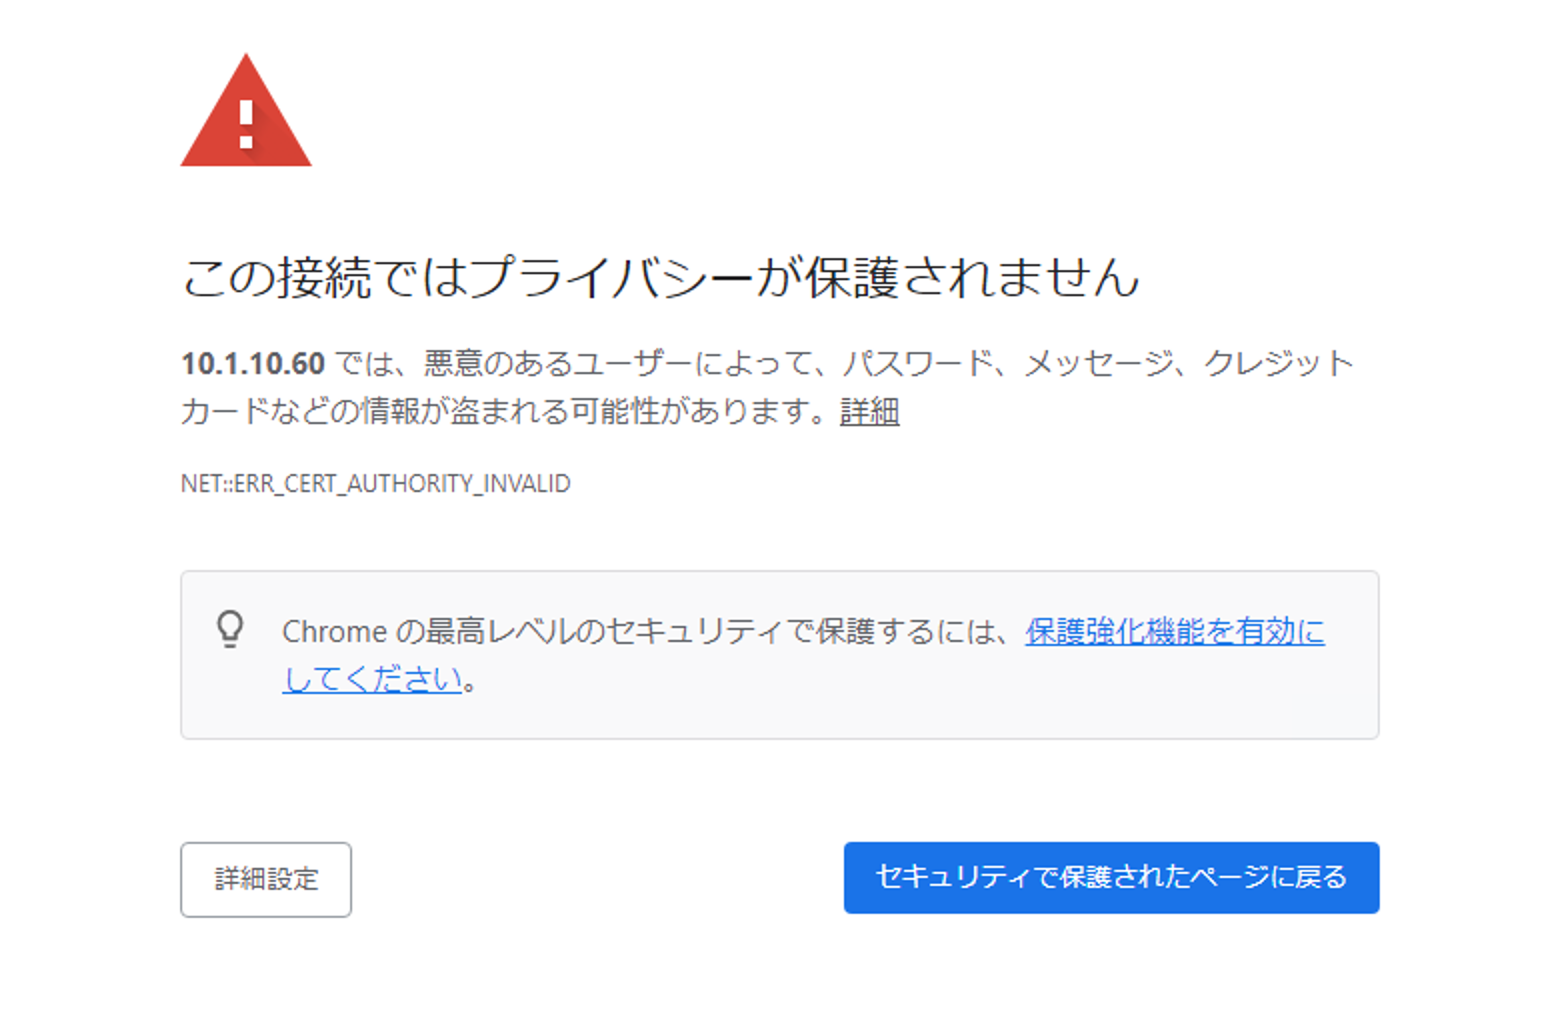 この接続ではプライバシーが保護されません
10.1.10.60 では、悪意のあるユーザーによって、パスワード、メッセージ、クレジット
カードなどの情報が盗まれる可能性があります。詳細
NET::ERR_CERT_AUTHORITY_INVALID
Chrome の最高レベルのセキュリティで保護するには、保護強化機能を有効に
してください。
詳細設定
セキュリティで保護されたページに戻る